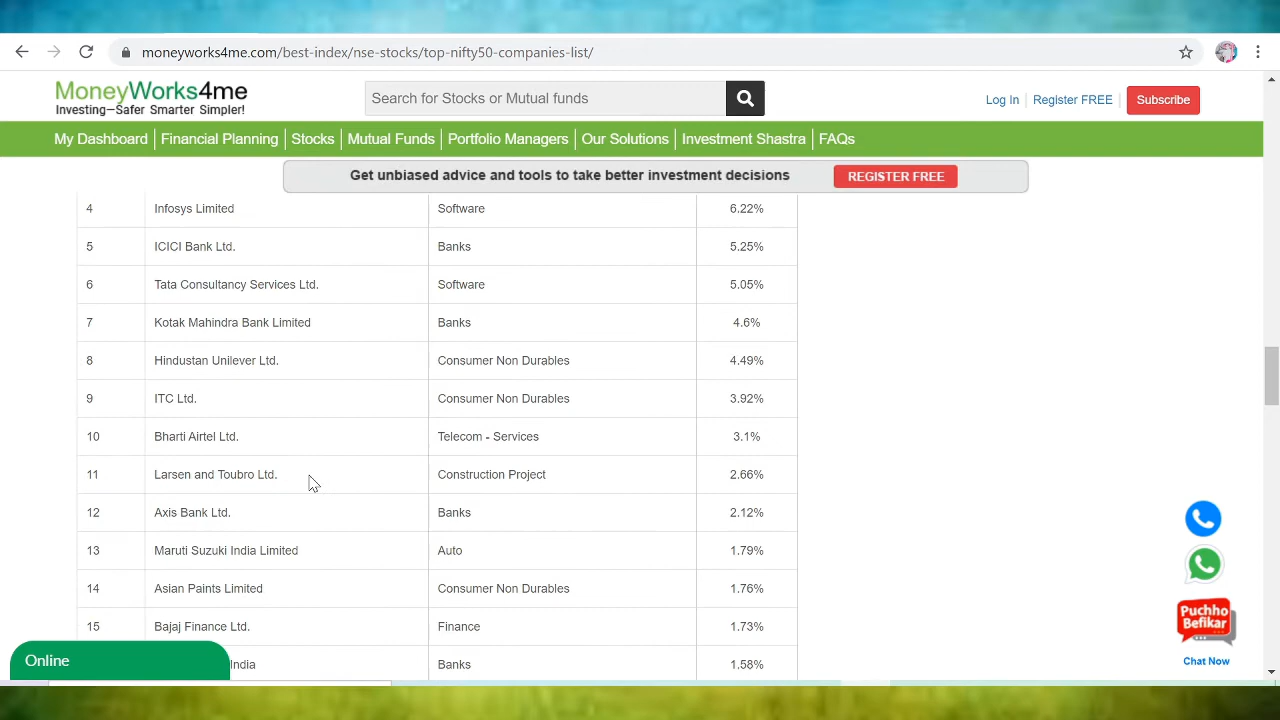 moneyworks4me.com/best-index/nse-stocks/top-nifty50-companies-list/
MoneyWorks4me
Investing–Safer Smarter Simpler!
Search for Stocks or Mutual funds
Log In Register FREE Subscribe
My Dashboard Financial Planning Stocks Mutual Funds Portfolio Managers Our Solutions Investment Shastra FAQs
Get unbiased advice and tools to take better investment decisions REGISTER FREE
4 Infosys Limited Software 6.22%
5 ICICI Bank Ltd. Banks 5.25%
6 Tata Consultancy Services Ltd. Software 5.05%
7 Kotak Mahindra Bank Limited Banks 4.6%
8 Hindustan Unilever Ltd. Consumer Non Durables 4.49%
9 ITC Ltd. Consumer Non Durables 3.92%
10 Bharti Airtel Ltd. Telecom - Services 3.1%
11 Larsen and Toubro Ltd. Construction Project 2.66%
12 Axis Bank Ltd. Banks 2.12%
13 Maruti Suzuki India Limited Auto 1.79%
14 Asian Paints Limited Consumer Non Durables 1.76%
15 Bajaj Finance Ltd. Finance 1.73%
India Banks 1.58%
Online
Puchho
Befikar
Chat Now